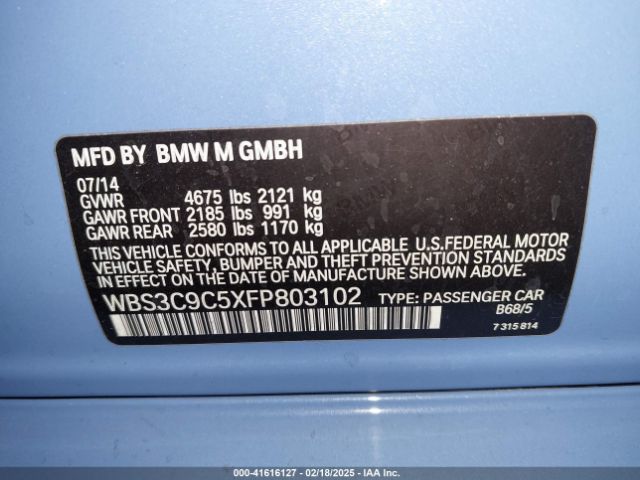 MFD BY BMW M GMBH
07/14
GVWR 4675 lbs 2121 kg
GAWR FRONT 2185 lbs 991 kg
GAWR REAR 2580 lbs 1170 kg
THIS VEHICLE CONFORMS TO ALL APPLICABLE U.S.FEDERAL MOTOR
VEHICLE SAFETY, BUMPER AND THEFT PREVENTION STANDARDS
IN EFFECT ON THE DATE OF MANUFACTURE SHOWN ABOVE.
WBS3C9C5XFP803102 TYPE: PASSENGER CAR
B68/5
7 315 814
000-41616127 - 02/18/2025 - IAA Inc.